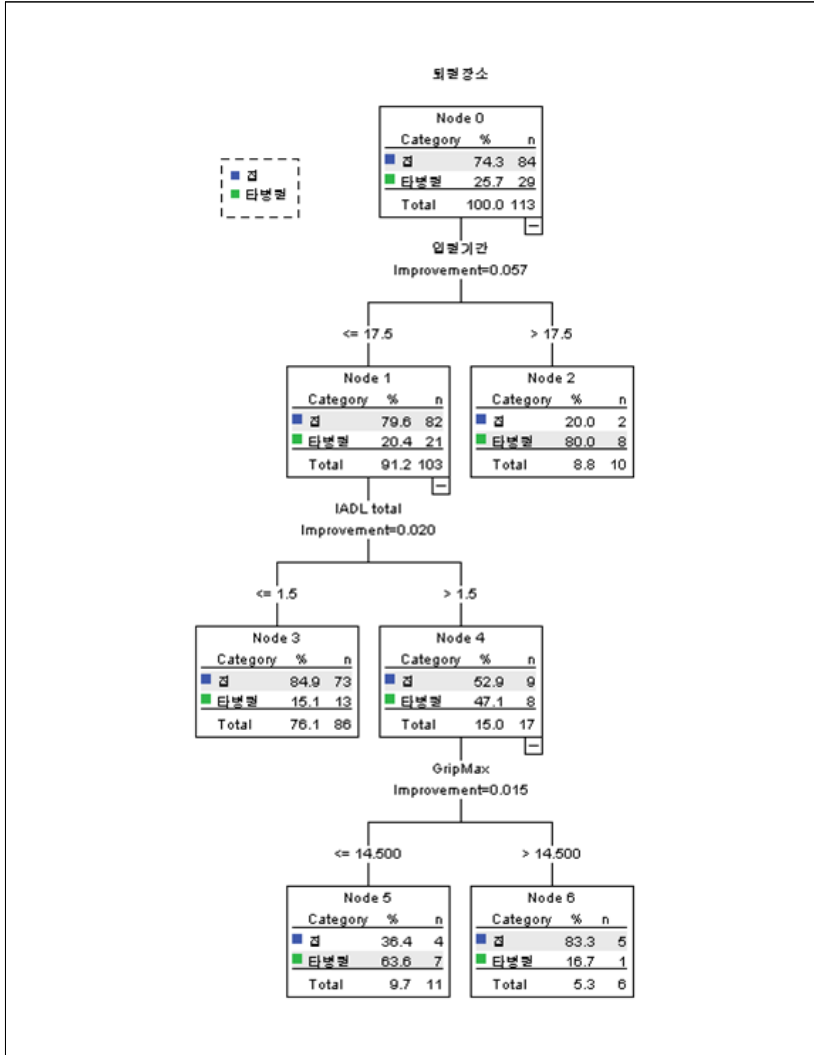 퇴원장소
집
타병원
Node 0
Category % n
집 74.3 84
타병원 25.7 29
Total 100.0 113
입원기간
Improvement=0.057
<= 17.5
> 17.5
Node 1
Category % n
집 79.6 82
타병원 20.4 21
Total 91.2 103
Node 2
Category % n
집 20.0 2
타병원 80.0 8
Total 8.8 10
IADL total
Improvement=0.020
<= 1.5
> 1.5
Node 3
Category % n
집 84.9 73
타병원 15.1 13
Total 76.1 86
Node 4
Category % n
집 52.9 9
타병원 47.1 8
Total 15.0 17
GripMax
Improvement=0.015
<= 14.500
> 14.500
Node 5
Category % n
집 36.4 4
타병원 63.6 7
Total 9.7 11
Node 6
Category % n
집 83.3 5
타병원 16.7 1
Total 5.3 6